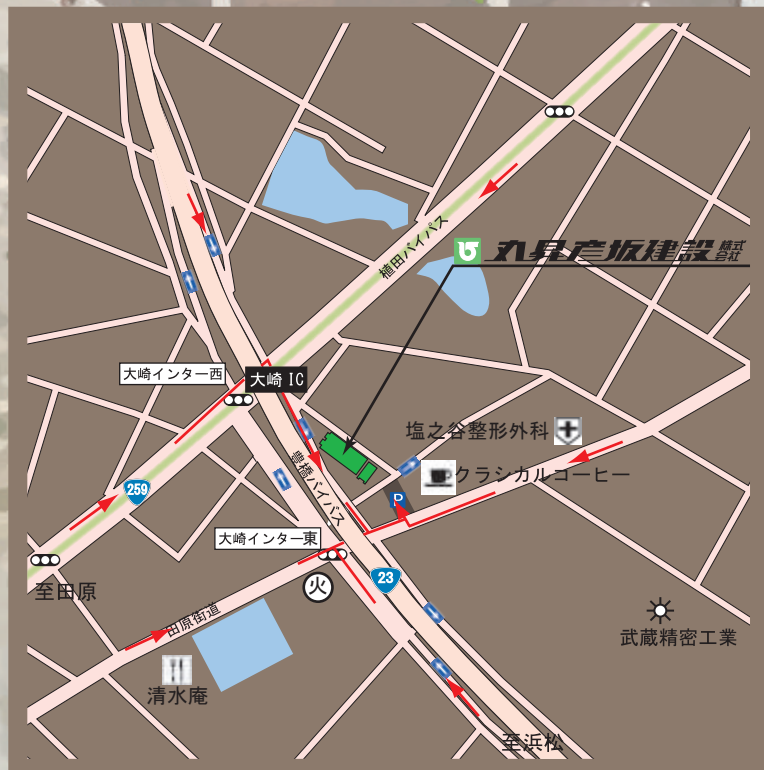 植田バイパス
丸昇彦坂建設 株式会社
大崎インター西
大崎 IC
塩之谷整形外科
クラシカルコーヒー
259
豊橋バイパス
P
大崎インター東
至田原
23
火
田原街道
武蔵精密工業
清水庵
至浜松